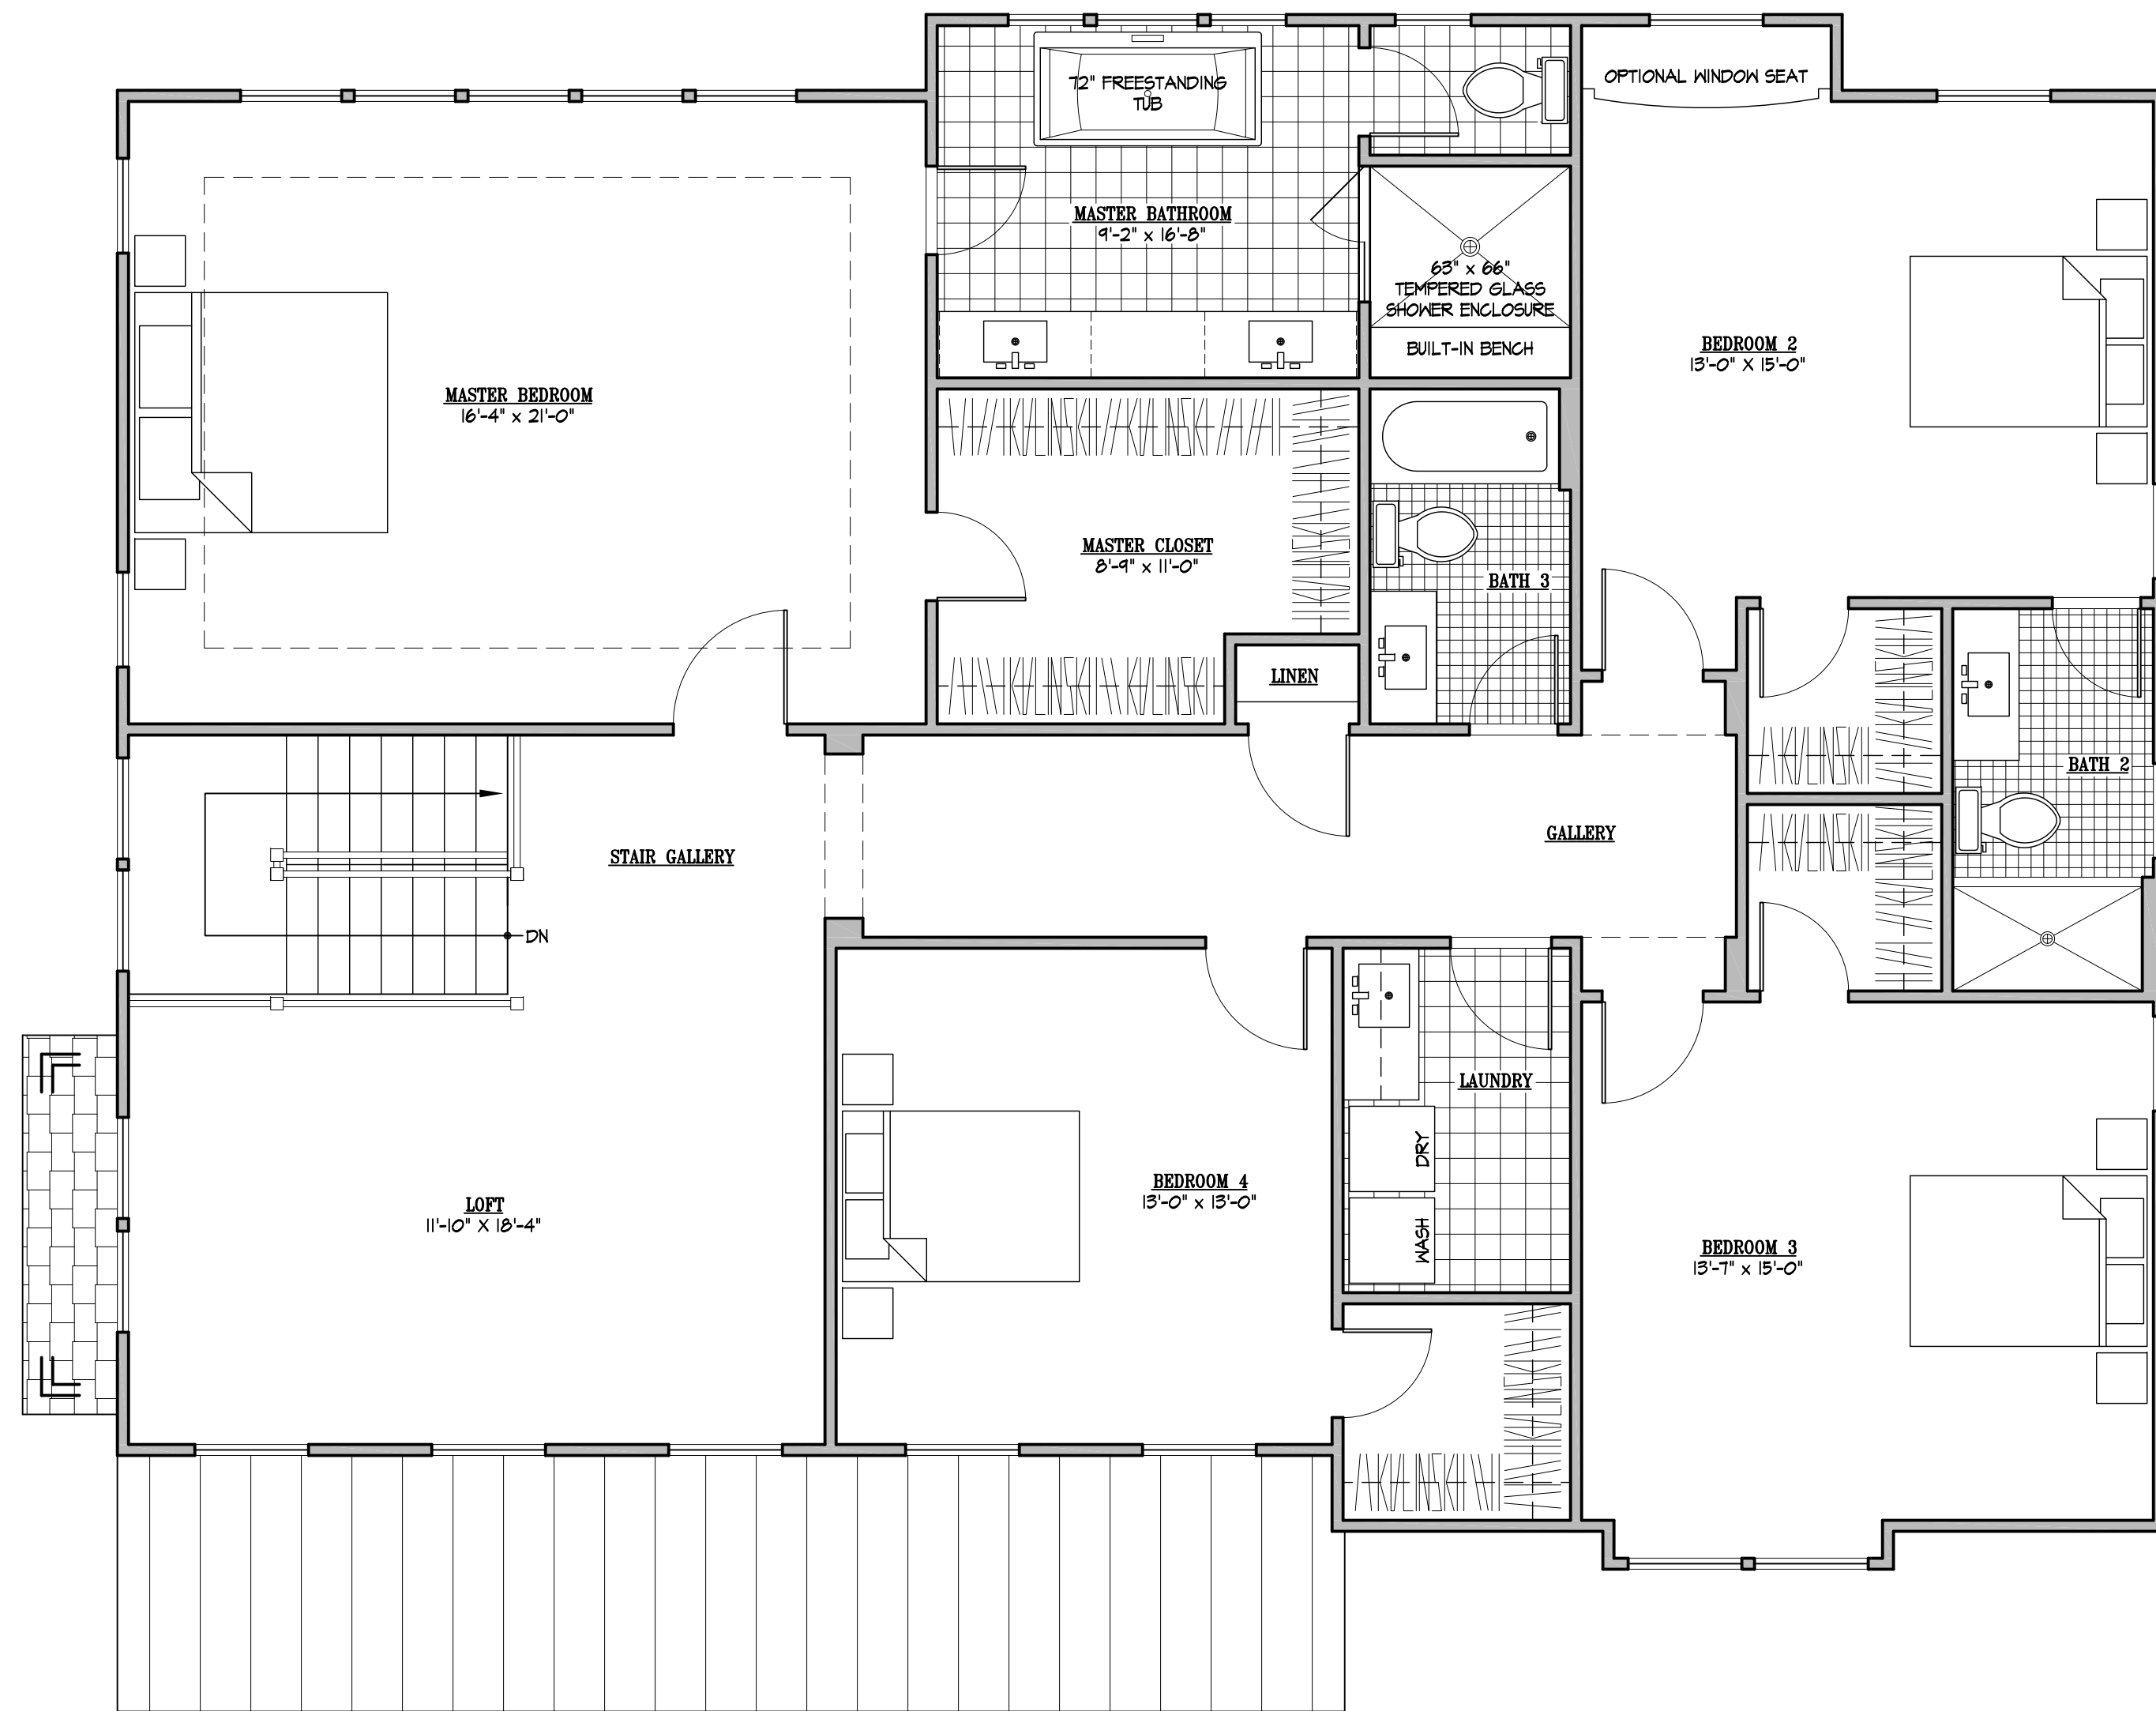 OPTIONAL WINDOW SEAT
72" FREESTANDING
TUB
MASTER BATHROOM
9'-2" x 16'-8"
63" x 66"
TEMPERED GLASS
SHOWER ENCLOSURE
BUILT-IN BENCH
BEDROOM 2
13'-0" X 15'-0"
MASTER BEDROOM
16'-4" x 21'-0"
MASTER CLOSET
8'-9" x 11'-0"
BATH 3
LINEN
BATH 2
GALLERY
STAIR GALLERY
DN
LAUNDRY
DRY
WASH
BEDROOM 4
13'-0" x 13'-0"
LOFT
11'-10" X 18'-4"
BEDROOM 3
13'-7" x 15'-0"